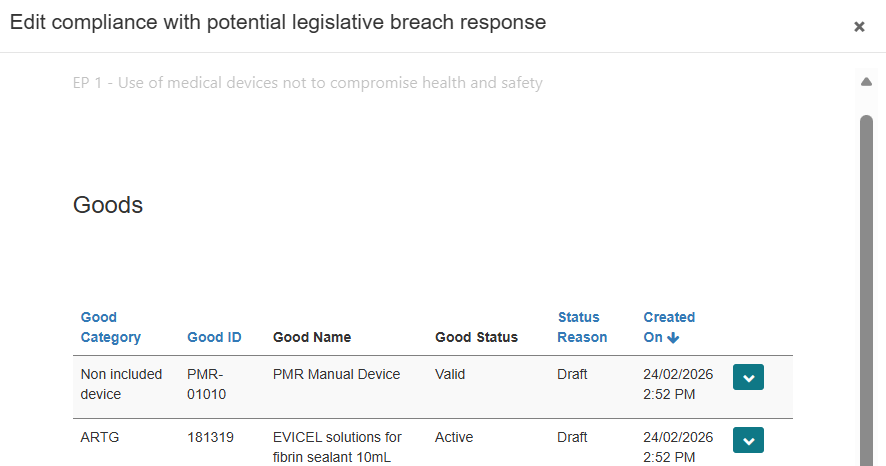 Edit compliance with potential legislative breach response
×
EP 1 - Use of medical devices not to compromise health and safety
Goods
Good Category Good ID Good Name Good Status Status Reason Created On
Non included device PMR-01010 PMR Manual Device Valid Draft 24/02/2026 2:52 PM
ARTG 181319 EVICEL solutions for fibrin sealant 10mL Active Draft 24/02/2026 2:52 PM